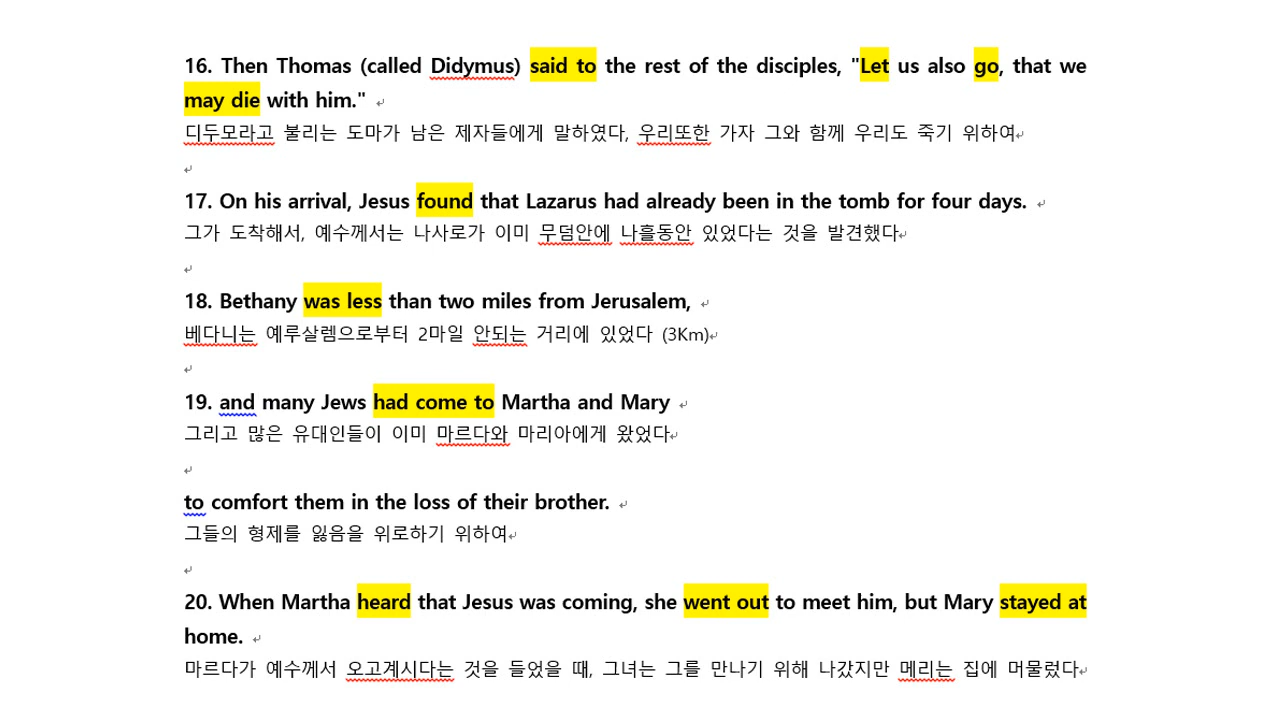 16. Then Thomas (called Didymus) said to the rest of the disciples, "Let us also go, that we
may die with him."
디두모라고 불리는 도마가 남은 제자들에게 말하였다, 우리또한 가자 그와 함께 우리도 죽기 위하여
17. On his arrival, Jesus found that Lazarus had already been in the tomb for four days.
그가 도착해서, 예수께서는 나사로가 이미 무덤안에 나흘동안 있었다는 것을 발견했다
18. Bethany was less than two miles from Jerusalem,
베다니는 예루살렘으로부터 2마일 안되는 거리에 있었다 (3Km)
19. and many Jews had come to Martha and Mary
그리고 많은 유대인들이 이미 마르다와 마리아에게 왔었다
to comfort them in the loss of their brother.
그들의 형제를 잃음을 위로하기 위하여
20. When Martha heard that Jesus was coming, she went out to meet him, but Mary stayed at
home.
마르다가 예수께서 오고계시다는 것을 들었을 때, 그녀는 그를 만나기 위해 나갔지만 메리는 집에 머물렀다